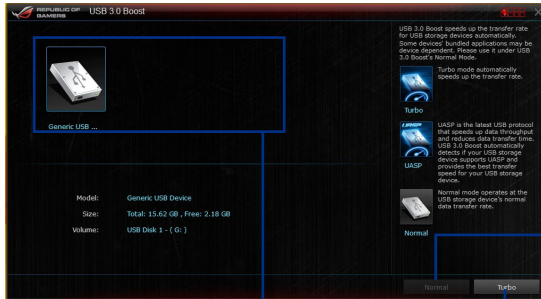 REPUBLIC OF
GAMERS
USB 3.0 Boost
Generic USB ...
Model: Generic USB Device
Size: Total: 15.62 GB , Free: 2.18 GB
Volume: USB Disk 1 - ( G: )
USB 3.0 Boost speeds up the transfer rate
for USB storage devices automatically.
Some devices' bundled applications may be
device dependent. Please use it under USB
3.0 Boost's Normal Mode.
Turbo mode automatically
speeds up the transfer rate.
Turbo
UASP
UASP is the latest USB protocol
that speeds up data throughput
and reduces data transfer time.
USB 3.0 Boost automatically
detects if your USB storage
device supports UASP and
provides the best transfer
speed for your USB storage
device.
UASP
Normal mode operates at the
USB storage device's normal
data transfer rate.
Normal
Normal
Turbo